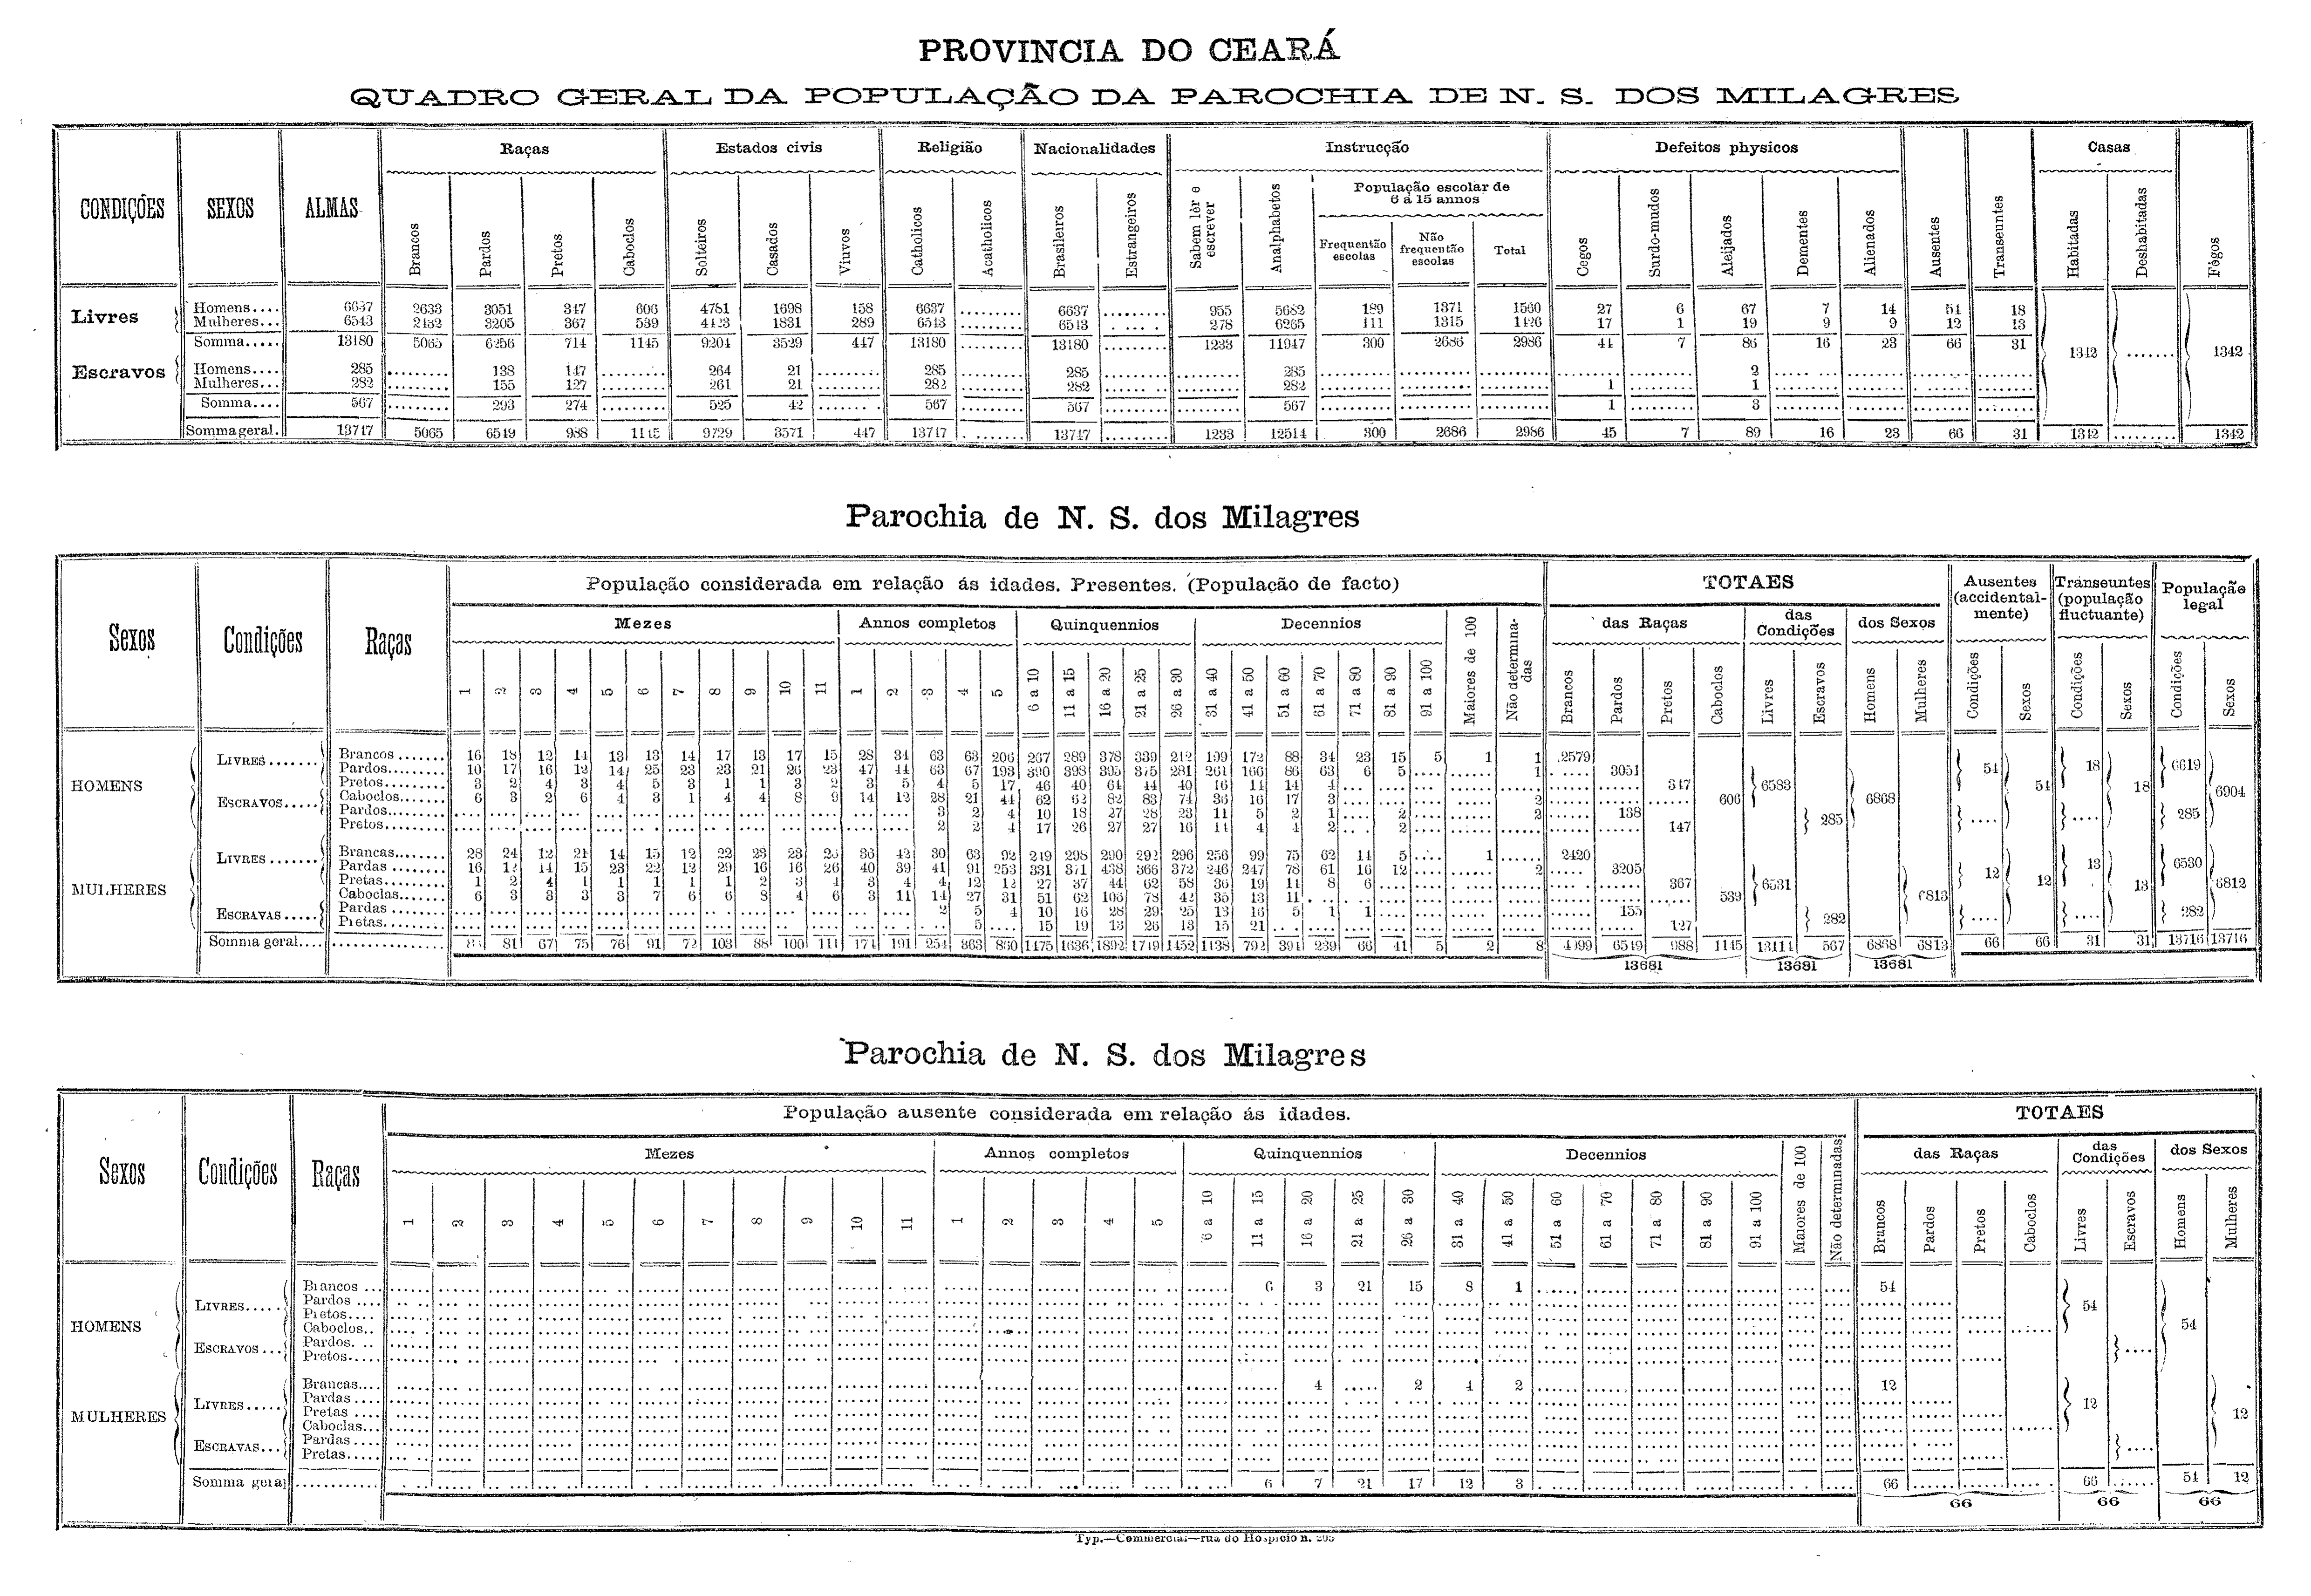 PROVINCIA DO CEARÁ
QUADRO GERAL DA POPULAÇÃO DA PAROCHIA DE N. S. DOS MILAGRES
CONDIÇÕES SEXOS ALMAS Raças Estados civis Religião Nacionalidades Instrucção Defeitos physicos Ausentes Transeuntes Casas Fógos
Brancos Pardos Pretos Caboclos Solteiros Casados Viuvos Catholicos Acatholicos Brasileiros Estrangeiros Sabem lêr e escrever Analphabetos População escolar de 6 á 15 annos Cegos Surdo-mudos Aleijados Dementes Alienados Habitadas Deshabitadas
Frequentão escolas Não frequentão escolas Total
Livres
Homens.... 6637 2633 3051 347 606 4781 1698 158 6637 6637 955 5682 189 1371 1560 27 6 67 7 14 54 18
Mulheres... 6543 2432 3205 367 539 4423 1831 289 6543 6543 278 6265 111 1315 1426 17 1 19 9 9 12 13
Somma..... 13180 5065 6256 714 1145 9204 3529 447 13180 13180 1233 11947 300 2686 2986 44 7 86 16 23 66 31 1342 1342
Escravos
Homens.... 285 138 147 264 21 285 285 285 2
Mulheres... 282 155 127 261 21 282 282 282 1 1
Somma.... 567 293 274 525 42 567 567 567 1 3
Somma geral. 13747 5065 6549 988 1145 9729 3571 447 13747 13747 1233 12514 300 2686 2986 45 7 89 16 23 66 31 1342 1342
Parochia de N. S. dos Milagres
Sexos Condições Raças População considerada em relação ás idades. Presentes. (População de facto) TOTAES Ausentes (accidentalmente) Transeuntes (população fluctuante) População legal
Mezes Annos completos Quinquennios Decennios Maiores de 100 Não determinadas das Raças das Condições dos Sexos
1 2 3 4 5 6 7 8 9 10 11 1 2 3 4 5 6 a 10 11 a 15 16 a 20 21 a 25 26 a 30 31 a 40 41 a 50 51 a 60 61 a 70 71 a 80 81 a 90 91 a 100 Brancos Pardos Pretos Caboclos Livres Escravos Homens Mulheres Condições Sexos Condições Sexos Condições Sexos
HOMENS
LIVRES.......
Brancos ....... 16 18 12 14 13 13 14 17 13 17 15 28 34 63 63 206 267 289 378 339 212 199 172 88 34 23 15 5 1 1 2579
Pardos........ 10 17 16 12 14 25 23 23 21 26 23 47 44 63 67 193 390 398 395 375 281 261 166 86 63 6 5 1 3051
Pretos......... 3 2 4 3 4 5 3 1 1 3 2 3 5 4 5 17 46 40 61 44 40 16 14 14 4 347
Caboclos....... 6 3 2 6 4 3 1 4 4 8 9 14 12 28 21 44 62 62 82 83 74 36 16 17 3 2 606
6583 54 18 6619
ESCRAVOS.....
Pardos........ 3 2 4 10 18 27 28 23 11 5 2 1 2 2 138
Pretos........ 2 2 4 17 26 27 27 16 14 4 4 2 2 147
285 285
6868 54 18 6904
MULHERES
LIVRES.......
Brancas........ 28 24 12 21 14 15 12 22 23 23 36 42 30 63 92 219 298 290 292 296 256 99 75 62 14 5 1 2420
Pardas ........ 16 12 14 15 23 22 12 29 16 16 26 40 39 41 91 253 331 371 438 366 372 246 247 78 61 16 12 2 3205
Pretas......... 1 2 4 1 1 1 1 1 2 3 4 3 4 4 12 12 27 37 44 62 58 36 19 11 8 6 367
Caboclas...... 6 3 3 3 3 7 6 6 8 4 6 3 11 14 27 31 51 62 106 78 42 35 13 11 539
6531 12 13 6530
ESCRAVAS.....
Pardas ........ 2 5 4 10 16 28 29 25 13 16 5 1 1 155
Pretas......... 5 15 19 13 26 13 15 21 127
282 282
6813 12 13 6812
Somma geral.... 81 67 75 76 91 72 103 88 100 111 174 191 254 363 860 1475 1636 1892 1749 1452 1138 792 394 239 66 41 5 2 8 4999 6549 988 1145 13114 567 6868 6813 66 66 31 31 13716 13716
13681 13681 13681
Parochia de N. S. dos Milagres
Sexos Condições Raças População ausente considerada em relação ás idades. TOTAES
Mezes Annos completos Quinquennios Decennios Maiores de 100 Não determinadas das Raças das Condições dos Sexos
1 2 3 4 5 6 7 8 9 10 11 1 2 3 4 5 6 a 10 11 a 15 16 a 20 21 a 25 26 a 30 31 a 40 41 a 50 51 a 60 61 a 70 71 a 80 81 a 90 91 a 100 Brancos Pardos Pretos Caboclos Livres Escravos Homens Mulheres
HOMENS
LIVRES.....
Brancos ... 6 3 21 15 8 1 54
Pardos ....
Pretos....
Caboclos..
54
ESCRAVOS ...
Pardos. ..
Pretos.....
54
MULHERES
LIVRES.....
Brancas.... 4 2 4 2 12
Pardas ....
Pretas ....
Caboclas...
12
ESCRAVAS...
Pardas ....
Pretas.....
12
Somma geral 6 7 21 17 12 3 66 66 54 12
66 66 66
Typ.—Commercial—rua do Hospicio n.